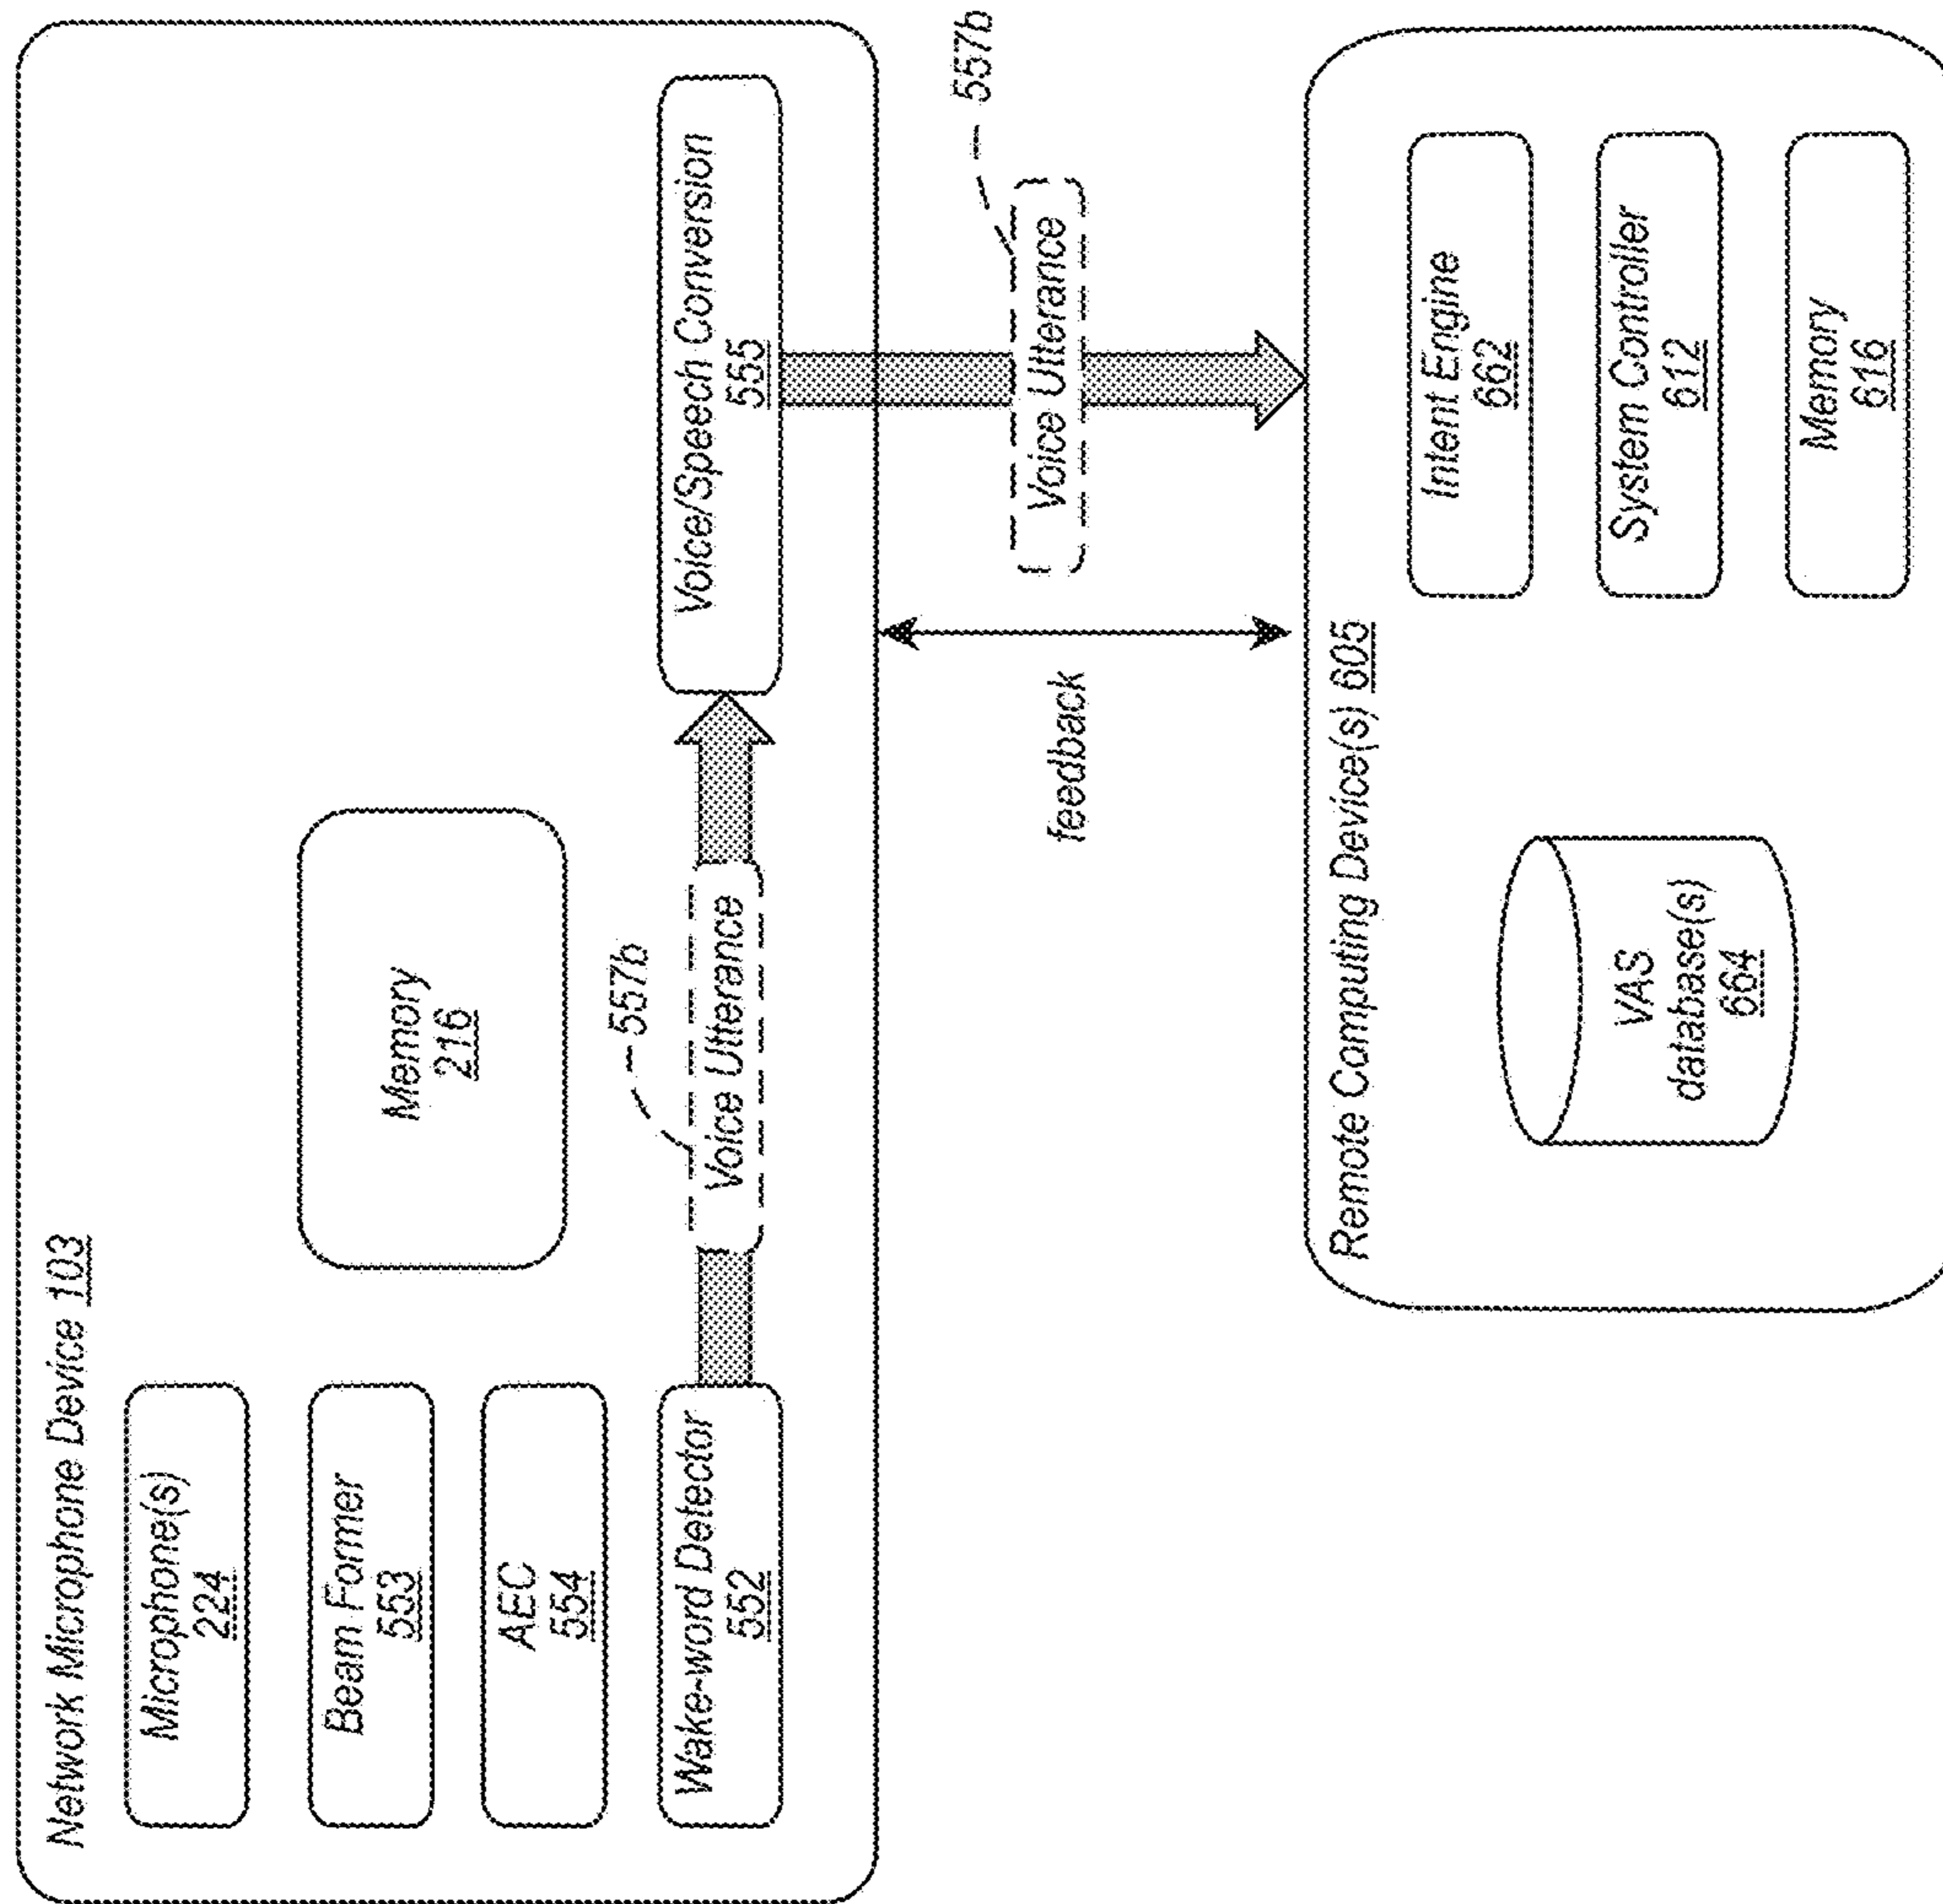 Network Microphone Device 103
Microphone(s)
224
Beam Former
553
AEC
554
Wake-word Detector
552
Memory
216
557b
Voice Utterance
Voice/Speech Conversion
555
feedback
Voice Utterance
557b
Remote Computing Device(s) 605
VAS
database(s)
664
Intent Engine
662
System Controller
612
Memory
616